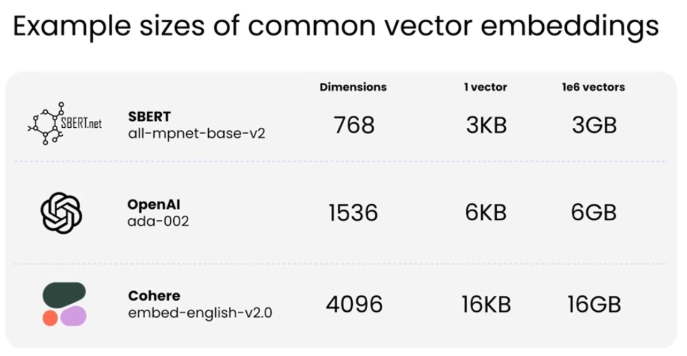 Example sizes of common vector embeddings
Dimensions 1 vector 1e6 vectors
SBERT.net
SBERT
all-mpnet-base-v2
768 3KB 3GB
OpenAI
ada-002
1536 6KB 6GB
Cohere
embed-english-v2.0
4096 16KB 16GB